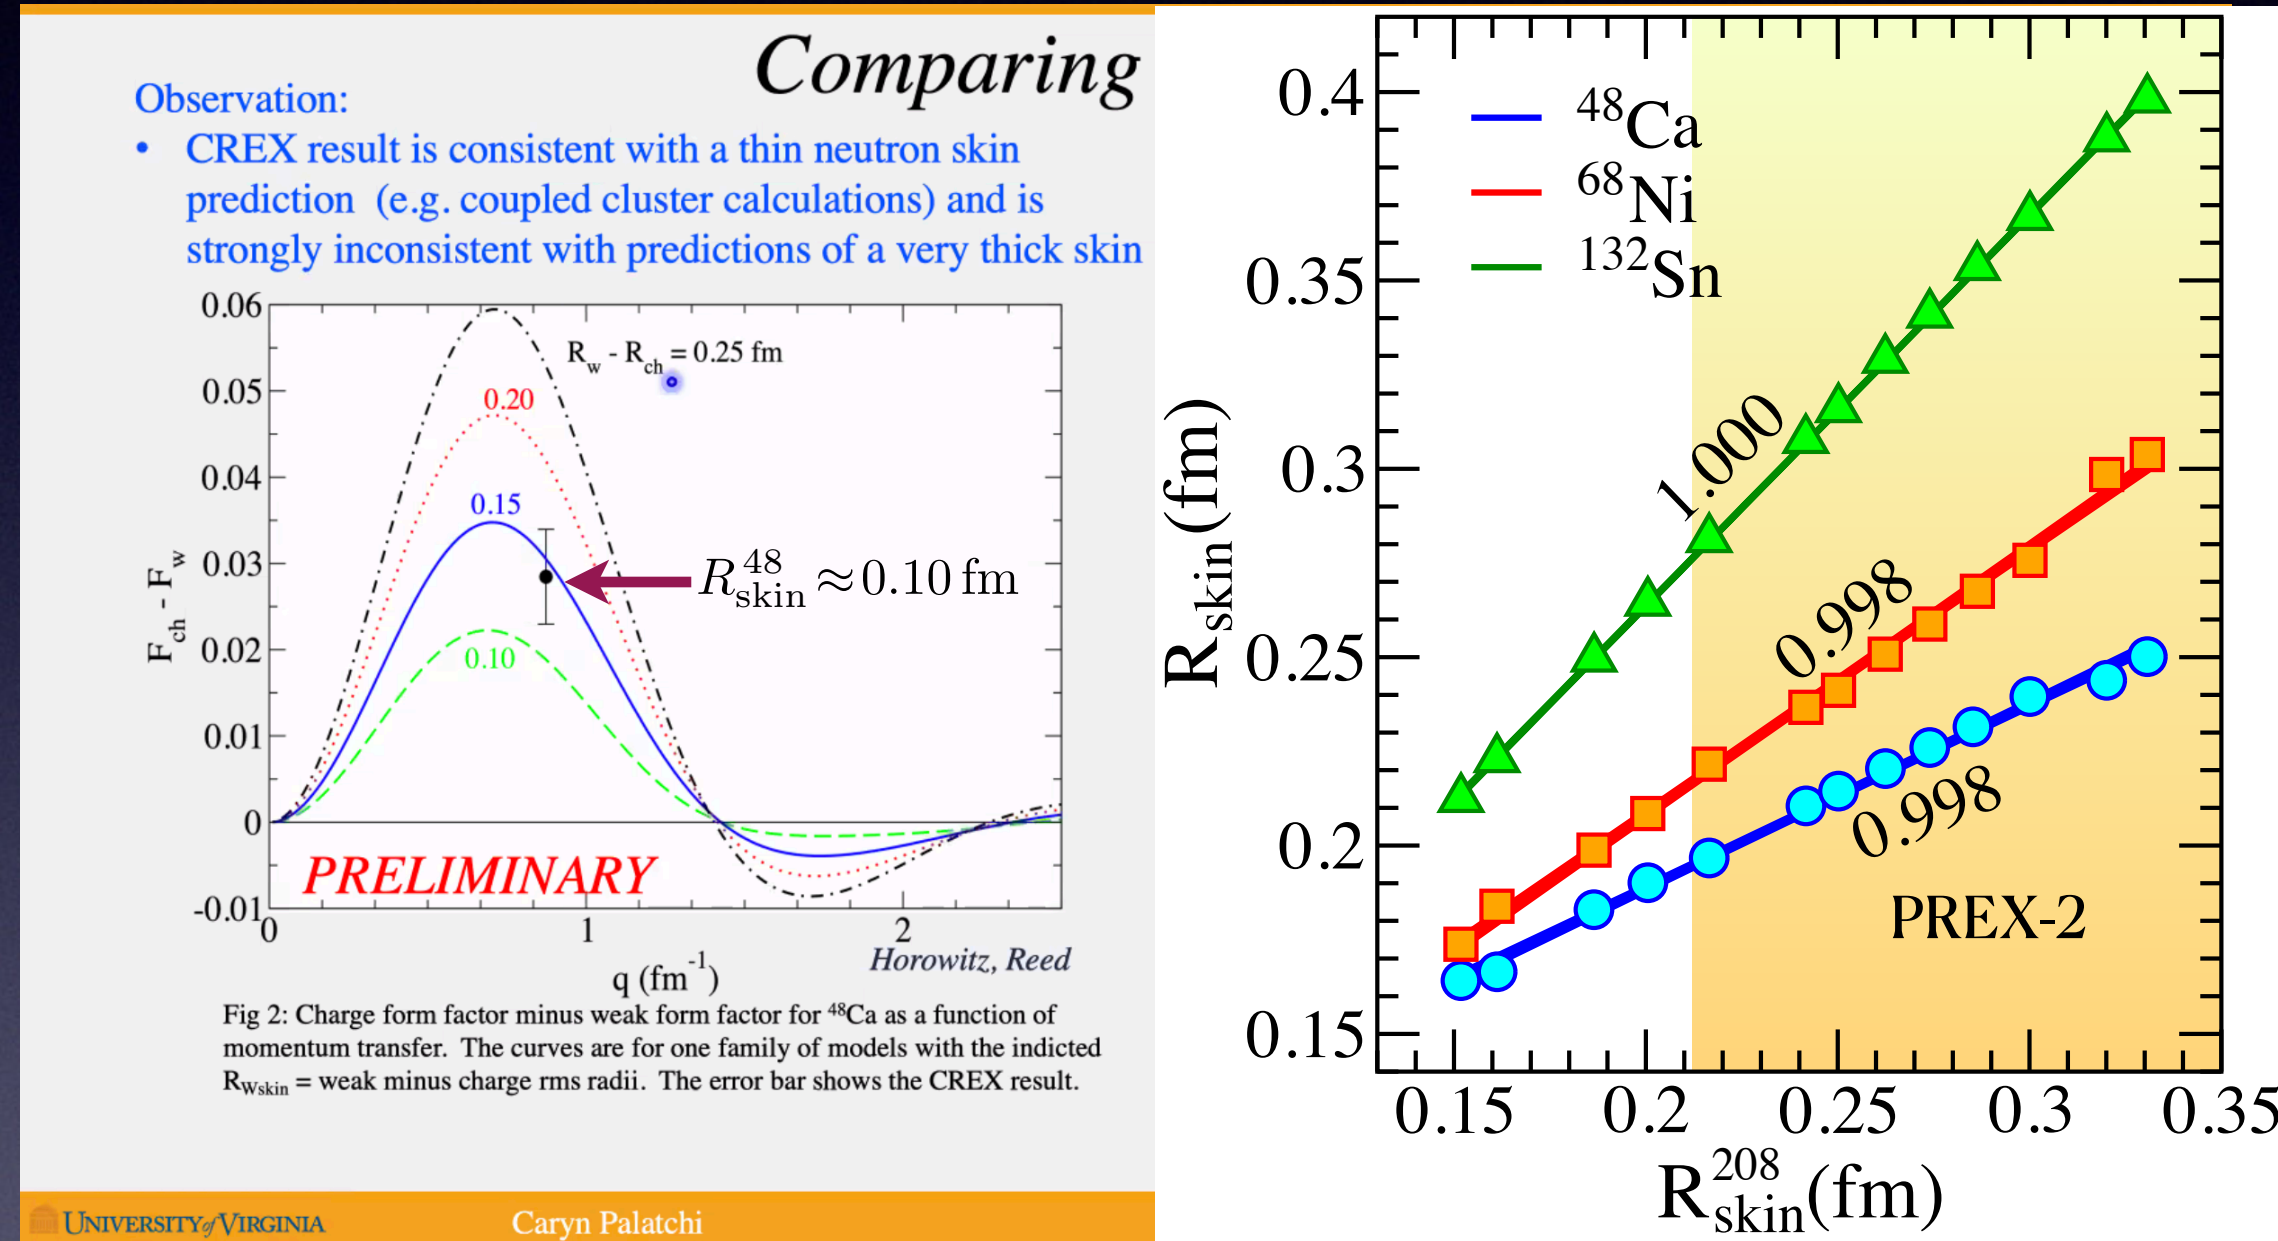 Comparing
Observation:
• CREX result is consistent with a thin neutron skin
prediction (e.g. coupled cluster calculations) and is
strongly inconsistent with predictions of a very thick skin
0.06
0.05
0.04
0.03
0.02
0.01
0
-0.01
F_ch - F_w
R_w - R_ch = 0.25 fm
0.20
0.15
0.10
R^48_skin ≈ 0.10 fm
PRELIMINARY
0
1
2
q (fm^-1)
Horowitz, Reed
Fig 2: Charge form factor minus weak form factor for ^48Ca as a function of
momentum transfer. The curves are for one family of models with the indicted
R_Wskin = weak minus charge rms radii. The error bar shows the CREX result.
UNIVERSITY of VIRGINIA
Caryn Palatchi
0.4
0.35
0.3
0.25
0.2
0.15
R_skin(fm)
^48Ca
^68Ni
^132Sn
1.000
0.998
0.998
PREX-2
0.15
0.2
0.25
0.3
0.35
R^208_skin(fm)